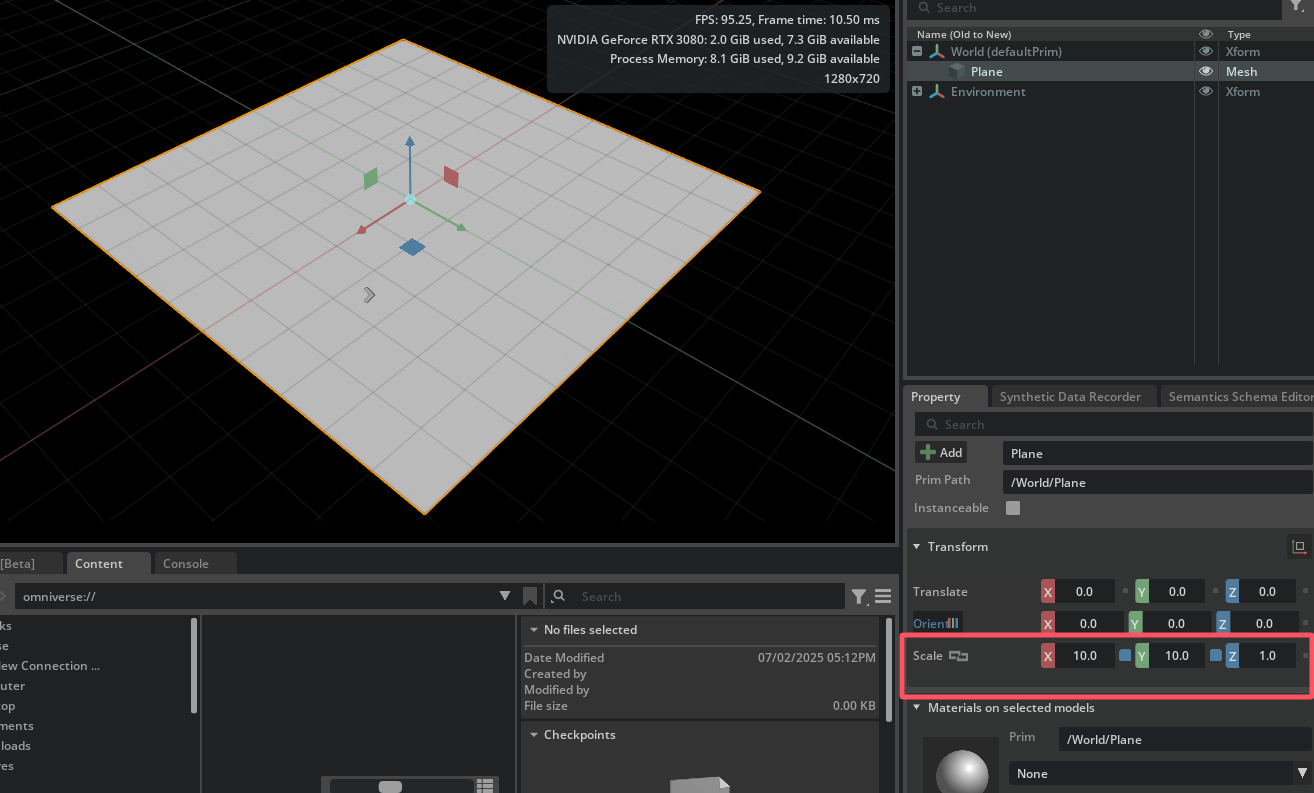 FPS: 95.25, Frame time: 10.50 ms
NVIDIA GeForce RTX 3080: 2.0 GiB used, 7.3 GiB available
Process Memory: 8.1 GiB used, 9.2 GiB available
1280x720
Search
Name (Old to New) Type
World (defaultPrim) Xform
Plane Mesh
Environment Xform
Property Synthetic Data Recorder Semantics Schema Editor
Search
Add Plane
Prim Path /World/Plane
Instanceable
Transform
Translate X 0.0 Y 0.0 Z 0.0
Orient X 0.0 Y 0.0 Z 0.0
Scale X 10.0 Y 10.0 Z 1.0
Materials on selected models
Prim /World/Plane
None
[Beta] Content Console
omniverse:// Search
ks
se
lew Connection ...
uter
top
ments
loads
res
No files selected
Date Modified 07/02/2025 05:12PM
Created by
Modified by
File size 0.00 KB
Checkpoints